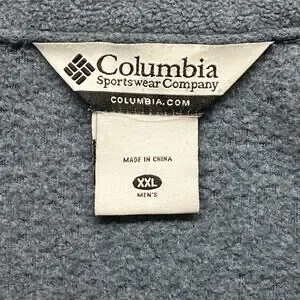 Columbia
Sportswear Company
COLUMBIA.COM
MADE IN CHINA
XXL
MEN'S